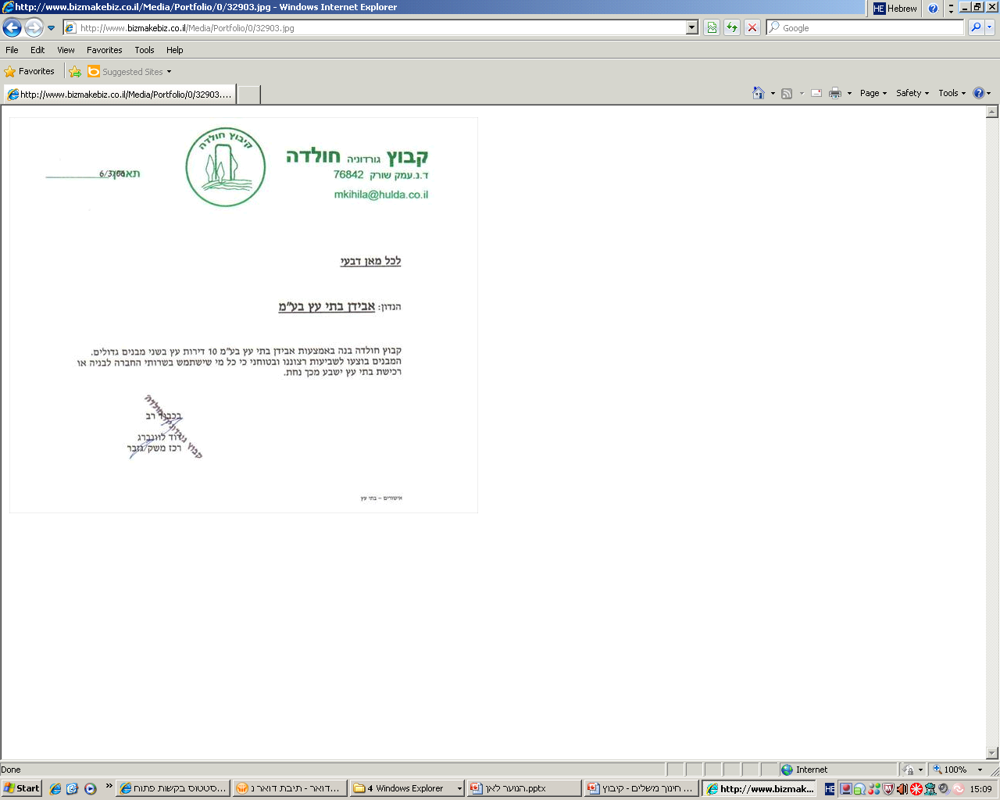 http://www.bizmakebiz.co.il/Media/Portfolio/0/32903.jpg - Windows Internet Explorer
HE Hebrew
http://www.bizmakebiz.co.il/Media/Portfolio/0/32903.jpg
Google
File Edit View Favorites Tools Help
Favorites Suggested Sites
http://www.bizmakebiz.co.il/Media/Portfolio/0/32903....
Page Safety Tools
קיבוץ חולדה
קבוץ גורדוניה חולדה
ד.נ.עמק שורק 76842
mkihila@hulda.co.il
תאריך 6/3/06
לכל מאן דבעי
הנדון: אבידן בתי עץ בע"מ
קבוץ חולדה בנה באמצעות אבידן בתי עץ בע"מ 10 דירות עץ בשני מבנים גדולים.
המבנים בוצעו לשביעות רצוננו ובטוחני כי כל מי שישתמש בשרותי החברה לבניה או
רכישת בתי עץ ישבע מכך נחת.
בכבוד רב
דוד לוונברג
רכז משק/גזבר
קבוץ גורדוניה חולדה
אישורים – בתי עץ
Done
Internet
100%
Start
סטטוס בקשות פתוח...
דואר - תיבת דואר נ...
4 Windows Explorer
הנוער לאן.pptx
חינוך משלים - קיבוץ ...
http://www.bizmak...
HE
15:09